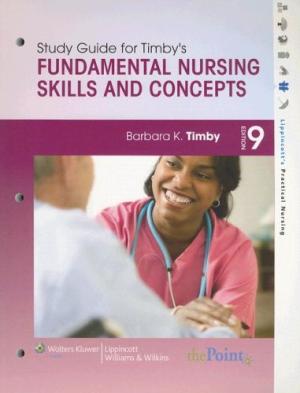 Study Guide for Timby's
FUNDAMENTAL NURSING
SKILLS AND CONCEPTS
Barbara K. Timby
EDITION 9
Lippincott's Practical Nursing
Wolters Kluwer
Lippincott
Williams & Wilkins
thePoint